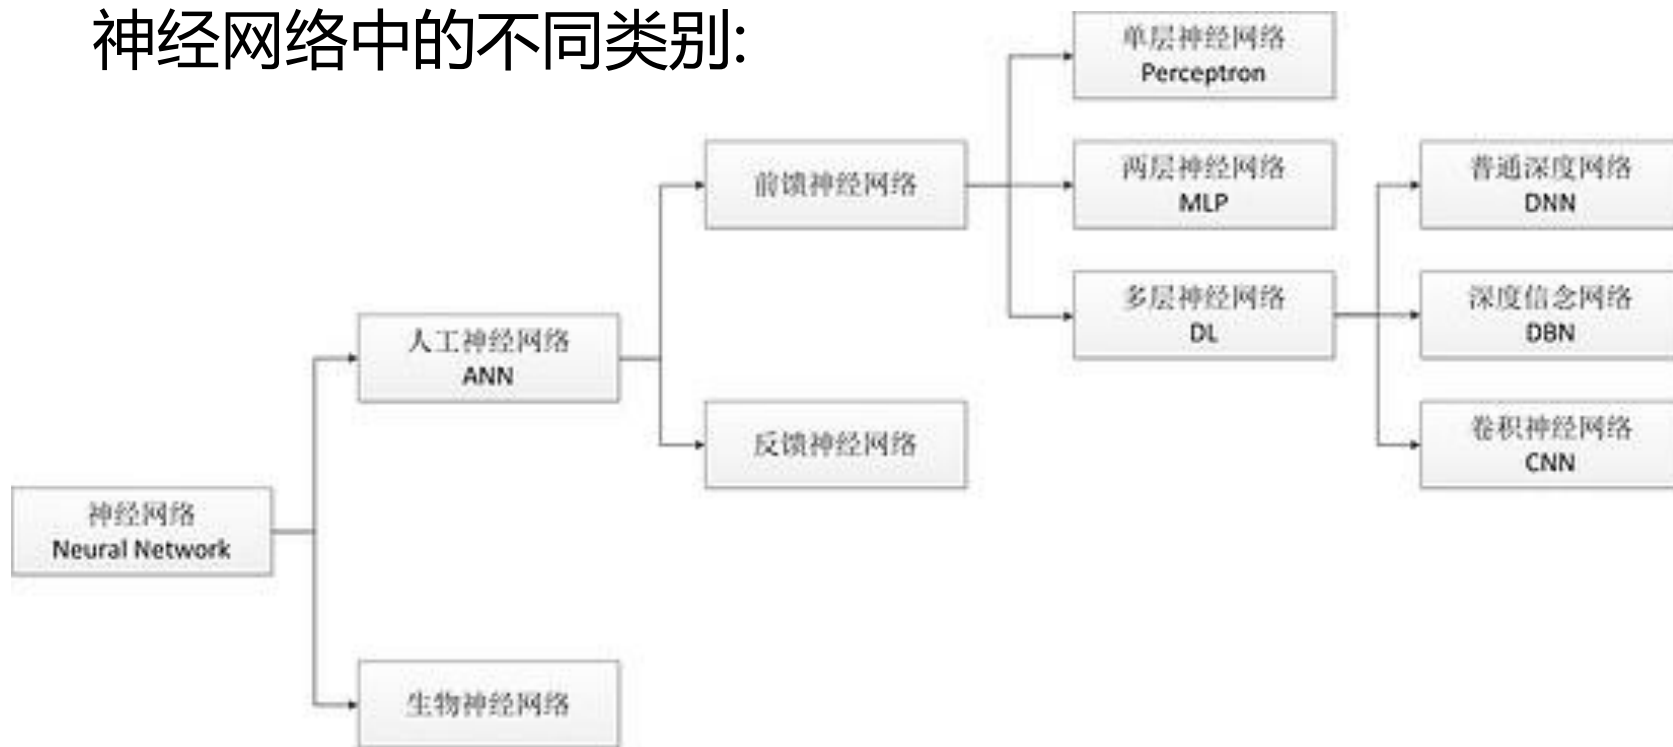 神经网络中的不同类别:
单层神经网络
Perceptron
前馈神经网络
两层神经网络
MLP
普通深度网络
DNN
多层神经网络
DL
深度信念网络
DBN
人工神经网络
ANN
反馈神经网络
卷积神经网络
CNN
神经网络
Neural Network
生物神经网络